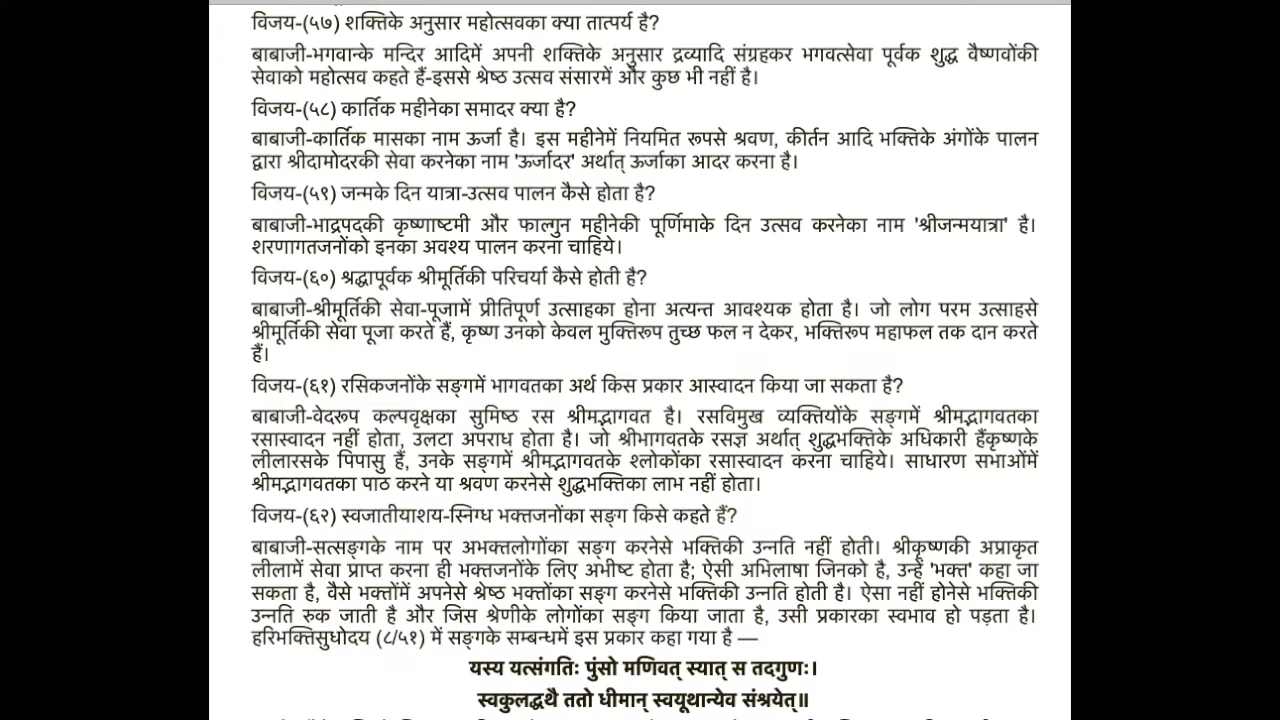 विजय-(५७) शक्तिके अनुसार महोत्सवका क्या तात्पर्य है?
बाबाजी-भगवान्के मन्दिर आदिमें अपनी शक्तिके अनुसार द्रव्यादि संग्रहकर भगवत्सेवा पूर्वक शुद्ध वैष्णवोंकी
सेवाको महोत्सव कहते हैं-इससे श्रेष्ठ उत्सव संसारमें और कुछ भी नहीं है।
विजय-(५८) कार्तिक महीनेका समादर क्या है?
बाबाजी-कार्तिक मासका नाम ऊर्जा है। इस महीनेमें नियमित रूपसे श्रवण, कीर्तन आदि भक्तिके अंगोंके पालन
द्वारा श्रीदामोदरकी सेवा करनेका नाम 'ऊर्जादर' अर्थात् ऊर्जाका आदर करना है।
विजय-(५९) जन्मके दिन यात्रा-उत्सव पालन कैसे होता है?
बाबाजी-भाद्रपदकी कृष्णाष्टमी और फाल्गुन महीनेकी पूर्णिमाके दिन उत्सव करनेका नाम 'श्रीजन्मयात्रा' है।
शरणागतजनोंको इनका अवश्य पालन करना चाहिये।
विजय-(६०) श्रद्धापूर्वक श्रीमूर्तिकी परिचर्या कैसे होती है?
बाबाजी-श्रीमूर्तिकी सेवा-पूजामें प्रीतिपूर्ण उत्साहका होना अत्यन्त आवश्यक होता है। जो लोग परम उत्साहसे
श्रीमूर्तिकी सेवा पूजा करते हैं, कृष्ण उनको केवल मुक्तिरूप तुच्छ फल न देकर, भक्तिरूप महाफल तक दान करते
हैं।
विजय-(६१) रसिकजनोंके सङ्गमें भागवतका अर्थ किस प्रकार आस्वादन किया जा सकता है?
बाबाजी-वेदरूप कल्पवृक्षका सुमिष्ठ रस श्रीमद्भागवत है। रसविमुख व्यक्तियोंके सङ्गमें श्रीमद्भागवतका
रसास्वादन नहीं होता, उलटा अपराध होता है। जो श्रीभागवतके रसज्ञ अर्थात् शुद्धभक्तिके अधिकारी हैंकृष्णके
लीलारसके पिपासु हैं, उनके सङ्गमें श्रीमद्भागवतके श्लोकोंका रसास्वादन करना चाहिये। साधारण सभाओंमें
श्रीमद्भागवतका पाठ करने या श्रवण करनेसे शुद्धभक्तिका लाभ नहीं होता।
विजय-(६२) स्वजातीयाशय-स्निग्ध भक्तजनोंका सङ्ग किसे कहते हैं?
बाबाजी-सत्सङ्गके नाम पर अभक्तलोगोंका सङ्ग करनेसे भक्तिकी उन्नति नहीं होती। श्रीकृष्णकी अप्राकृत
लीलामें सेवा प्राप्त करना ही भक्तजनोंके लिए अभीष्ट होता है; ऐसी अभिलाषा जिनको है, उन्हें 'भक्त' कहा जा
सकता है, वैसे भक्तोंमें अपनेसे श्रेष्ठ भक्तोंका सङ्ग करनेसे भक्तिकी उन्नति होती है। ऐसा नहीं होनेसे भक्तिकी
उन्नति रुक जाती है और जिस श्रेणीके लोगोंका सङ्ग किया जाता है, उसी प्रकारका स्वभाव हो पड़ता है।
हरिभक्तिसुधोदय (८/५१) में सङ्गके सम्बन्धमें इस प्रकार कहा गया है —
यस्य यत्संगतिः पुंसो मणिवत् स्यात् स तदगुणः।
स्वकुलद्धथै ततो धीमान् स्वयूथान्येव संश्रयेत्॥